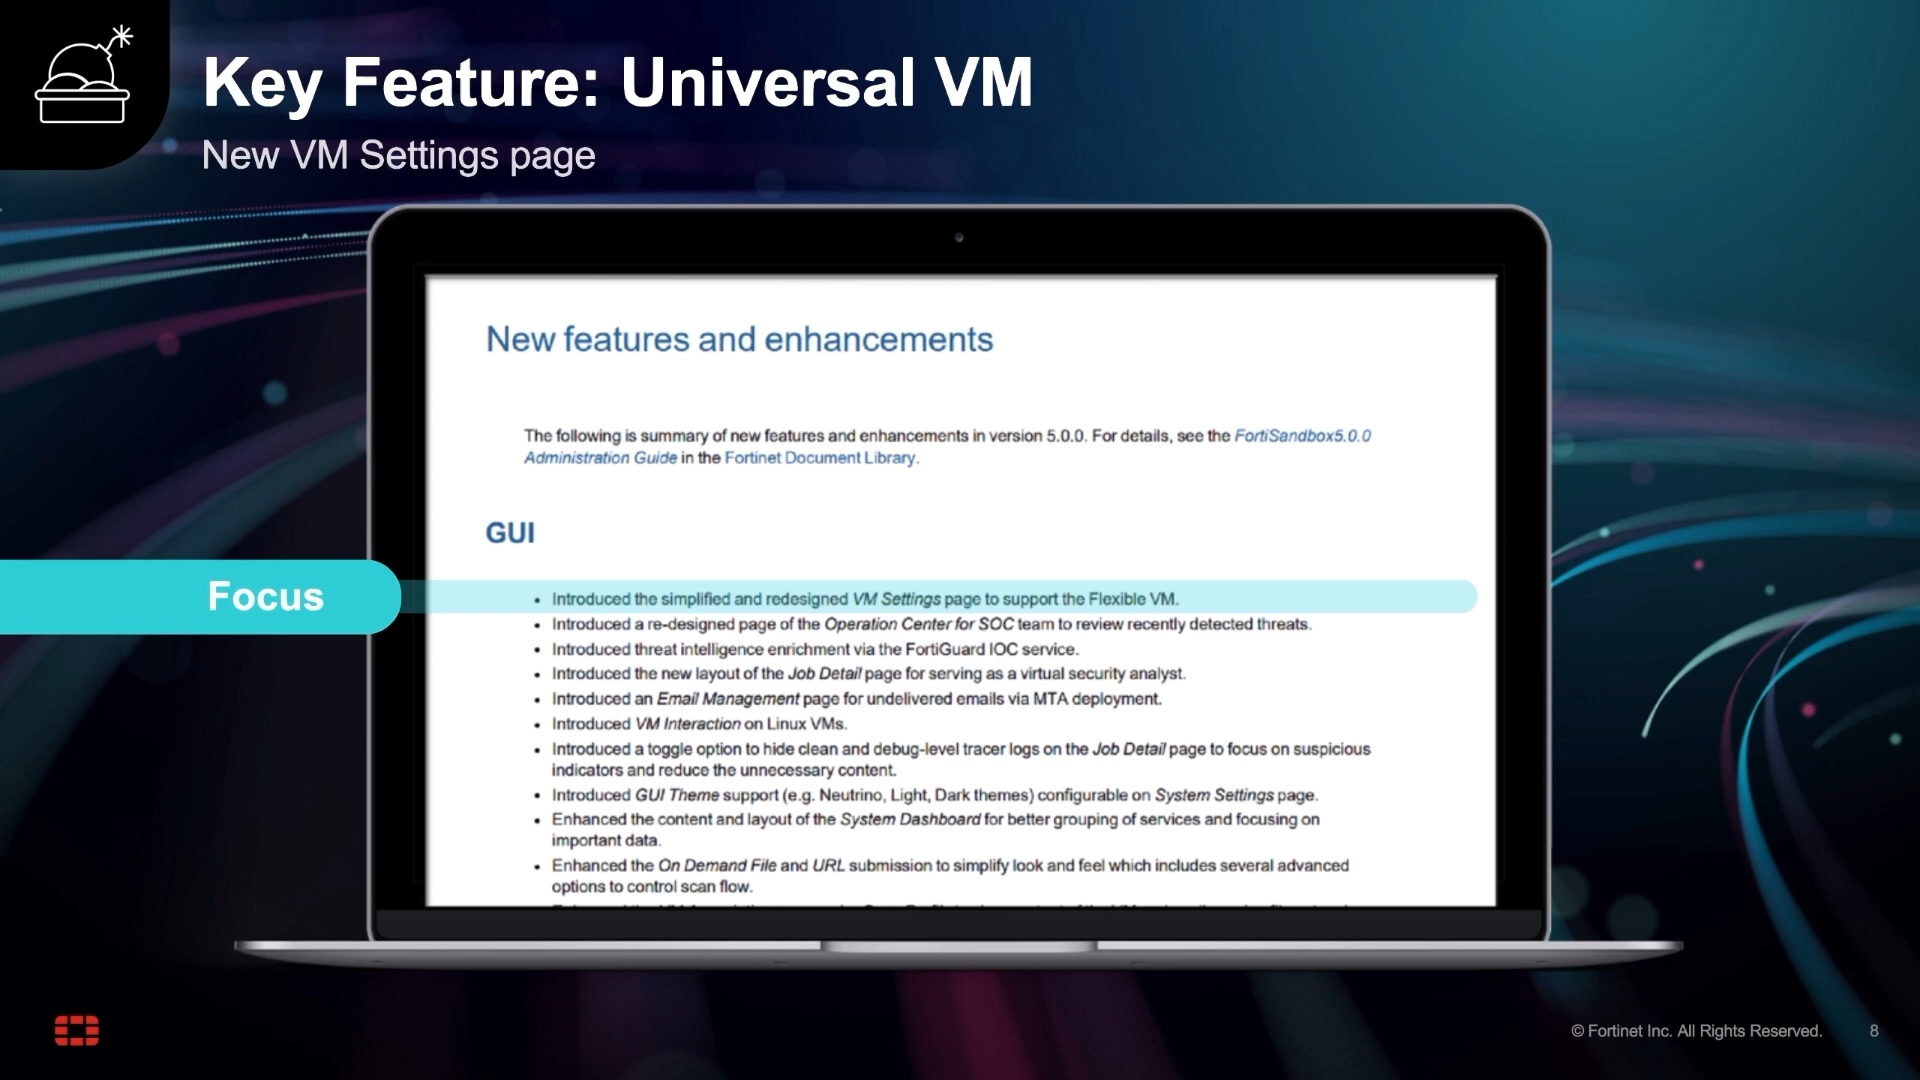 Key Feature: Universal VM
New VM Settings page
New features and enhancements
The following is summary of new features and enhancements in version 5.0.0. For details, see the FortiSandbox5.0.0
Administration Guide in the Fortinet Document Library.
GUI
Focus
• Introduced the simplified and redesigned VM Settings page to support the Flexible VM.
• Introduced a re-designed page of the Operation Center for SOC team to review recently detected threats.
• Introduced threat intelligence enrichment via the FortiGuard IOC service.
• Introduced the new layout of the Job Detail page for serving as a virtual security analyst.
• Introduced an Email Management page for undelivered emails via MTA deployment.
• Introduced VM Interaction on Linux VMs.
• Introduced a toggle option to hide clean and debug-level tracer logs on the Job Detail page to focus on suspicious
indicators and reduce the unnecessary content.
• Introduced GUI Theme support (e.g. Neutrino, Light, Dark themes) configurable on System Settings page.
• Enhanced the content and layout of the System Dashboard for better grouping of services and focusing on
important data.
• Enhanced the On Demand File and URL submission to simplify look and feel which includes several advanced
options to control scan flow.
© Fortinet Inc. All Rights Reserved.
8